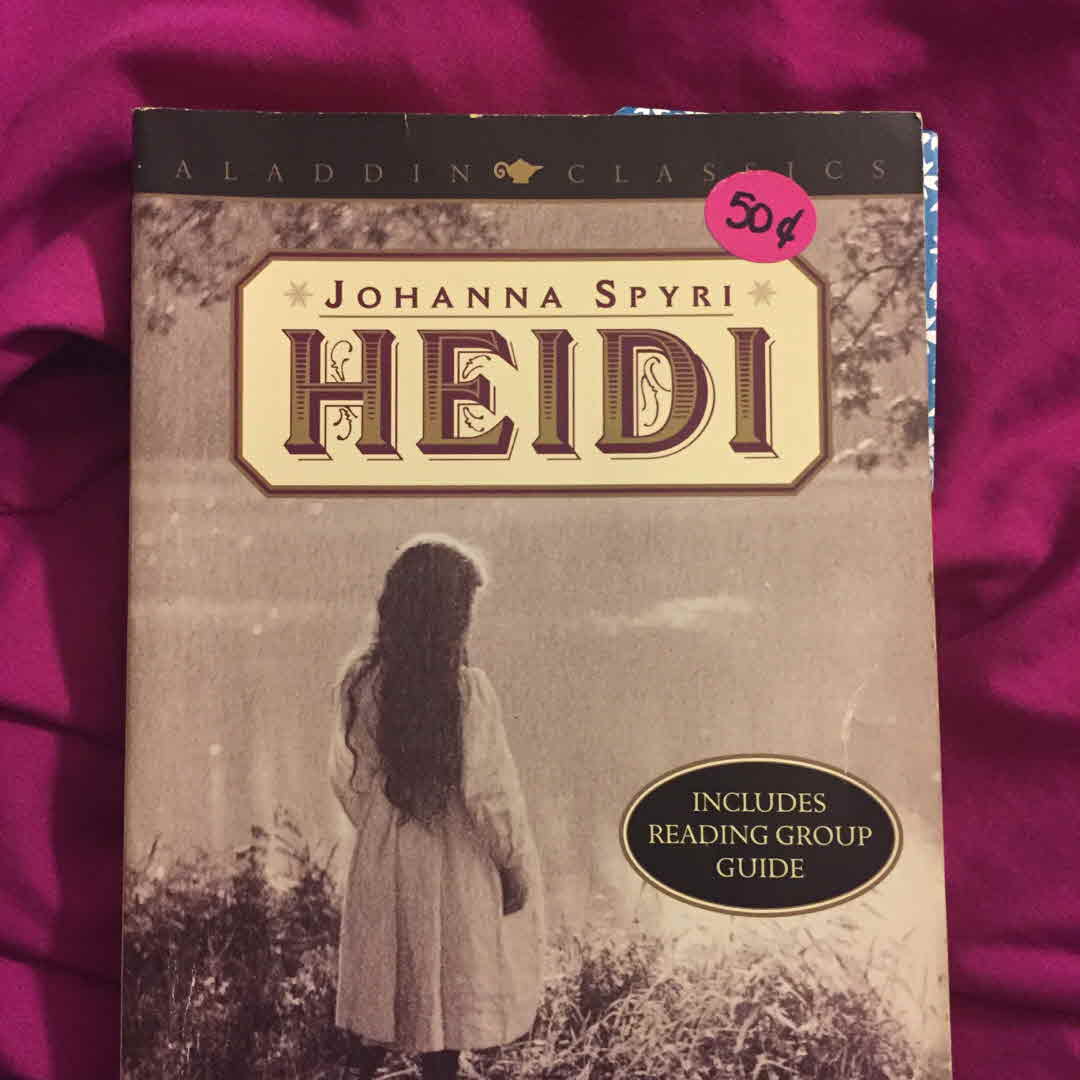 ALADDIN CLASSICS
50¢
JOHANNA SPYRI
HEIDI
INCLUDES
READING GROUP
GUIDE